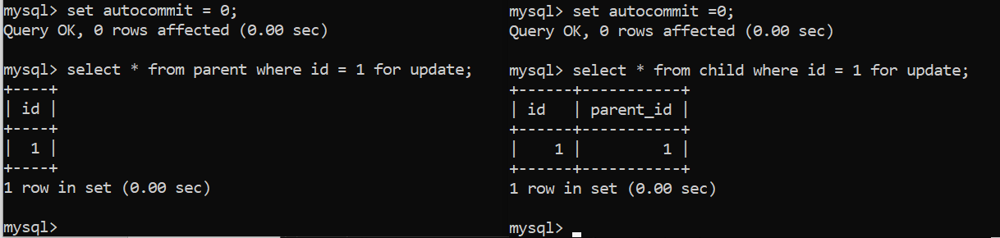 mysql> set autocommit = 0;
Query OK, 0 rows affected (0.00 sec)
mysql> select * from parent where id = 1 for update;
+----+
| id |
+----+
|  1 |
+----+
1 row in set (0.00 sec)
mysql>
mysql> set autocommit =0;
Query OK, 0 rows affected (0.00 sec)
mysql> select * from child where id = 1 for update;
+------+-----------+
| id   | parent_id |
+------+-----------+
|    1 |         1 |
+------+-----------+
1 row in set (0.00 sec)
mysql>